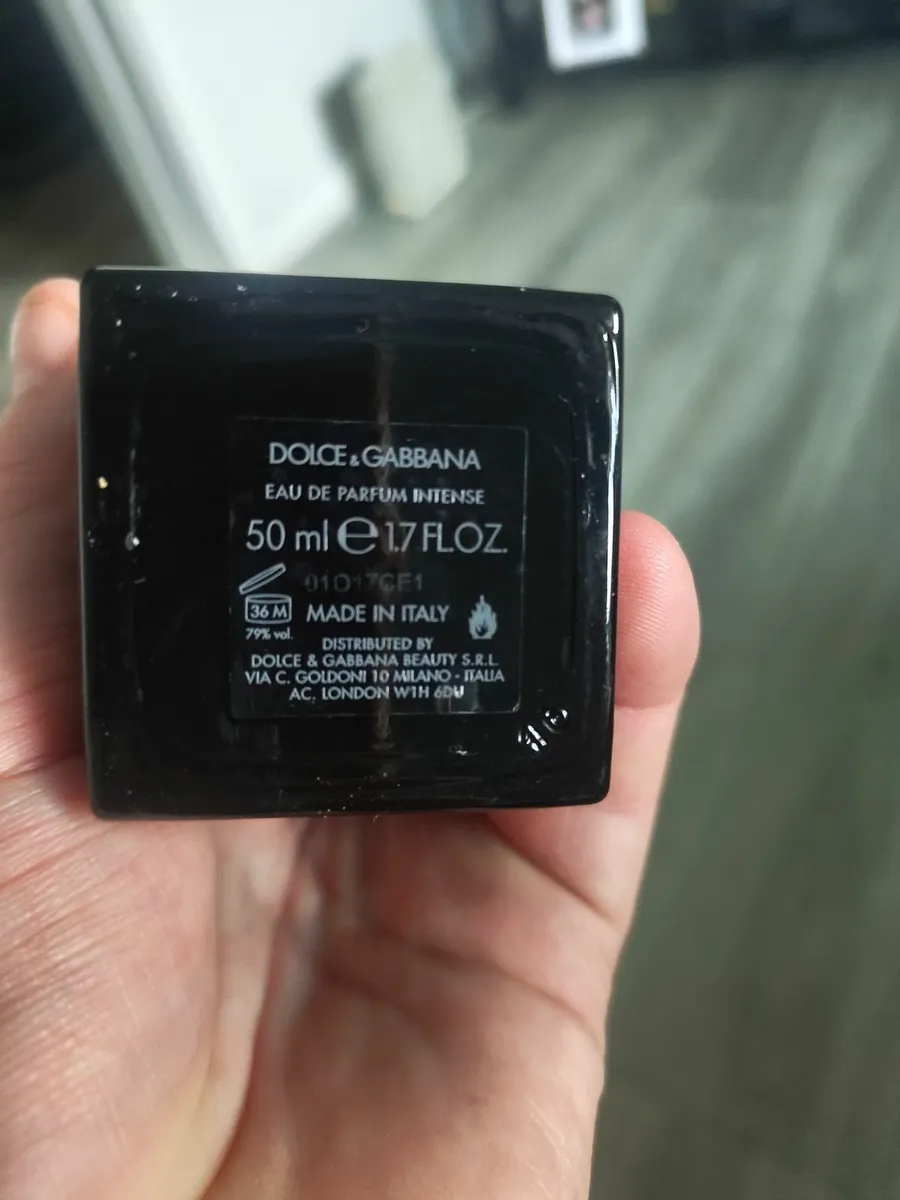 DOLCE & GABBANA
EAU DE PARFUM INTENSE
50 ml e 1.7 FL.OZ.
01O17CE1
36 M
MADE IN ITALY
79% vol.
DISTRIBUTED BY
DOLCE & GABBANA BEAUTY S.R.L.
VIA C. GOLDONI 10 MILANO - ITALIA
AC. LONDON W1H 6DU